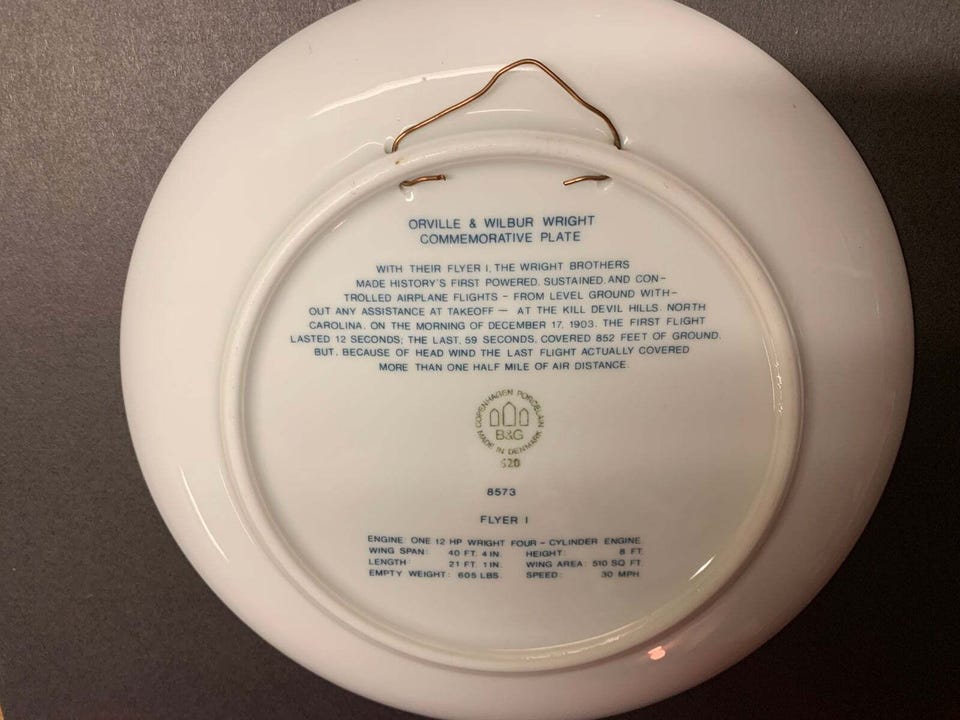 ORVILLE & WILBUR WRIGHT
COMMEMORATIVE PLATE
WITH THEIR FLYER I, THE WRIGHT BROTHERS
MADE HISTORY'S FIRST POWERED, SUSTAINED, AND CON-
TROLLED AIRPLANE FLIGHTS - FROM LEVEL GROUND WITH-
OUT ANY ASSISTANCE AT TAKEOFF — AT THE KILL DEVIL HILLS, NORTH
CAROLINA, ON THE MORNING OF DECEMBER 17, 1903. THE FIRST FLIGHT
LASTED 12 SECONDS; THE LAST, 59 SECONDS, COVERED 852 FEET OF GROUND.
BUT, BECAUSE OF HEAD WIND THE LAST FLIGHT ACTUALLY COVERED
MORE THAN ONE HALF MILE OF AIR DISTANCE.
COPENHAGEN PORCELAIN
B&G
MADE IN DENMARK
520
8573
FLYER I
ENGINE ONE 12 HP WRIGHT FOUR - CYLINDER ENGINE
WING SPAN: 40 FT. 4 IN. HEIGHT: 8 FT.
LENGTH: 21 FT. 1 IN. WING AREA: 510 SQ FT.
EMPTY WEIGHT: 605 LBS. SPEED: 30 MPH